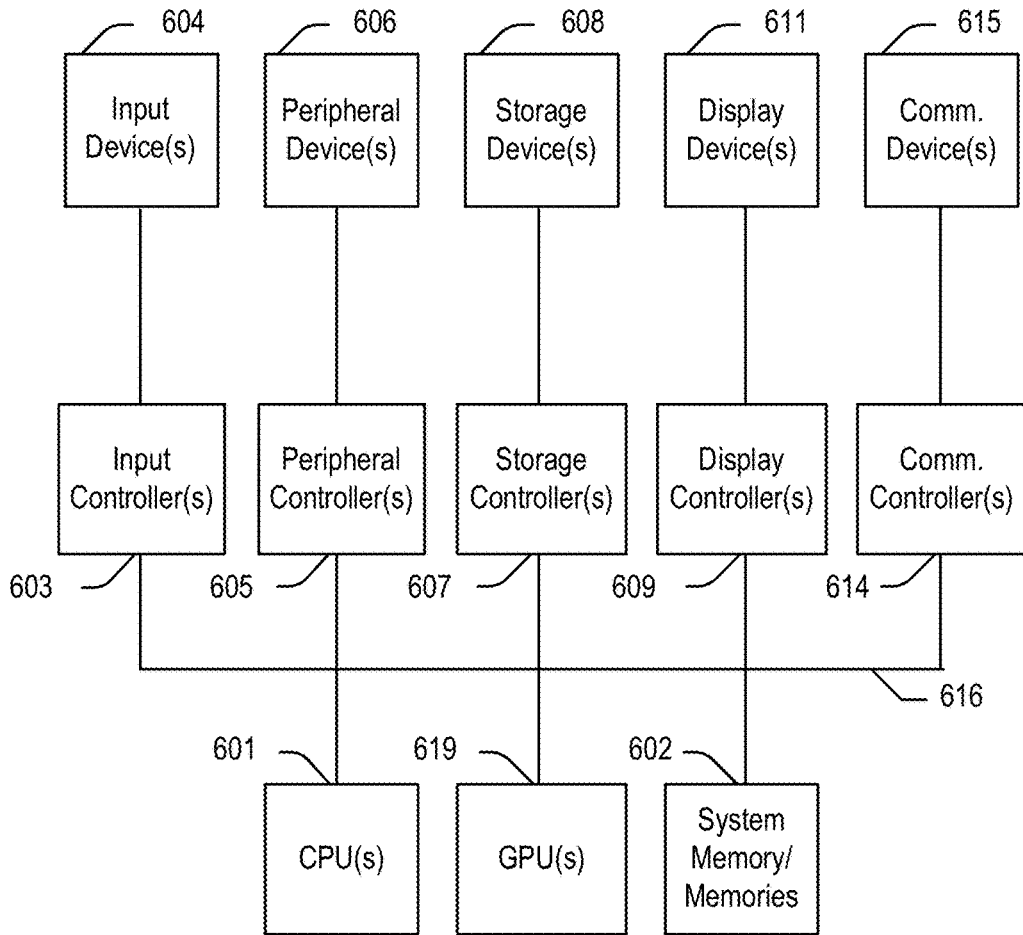 604
606
608
611
615
Input
Device(s)
Peripheral
Device(s)
Storage
Device(s)
Display
Device(s)
Comm.
Device(s)
Input
Controller(s)
Peripheral
Controller(s)
Storage
Controller(s)
Display
Controller(s)
Comm.
Controller(s)
603
605
607
609
614
616
601
619
602
CPU(s)
GPU(s)
System
Memory/
Memories